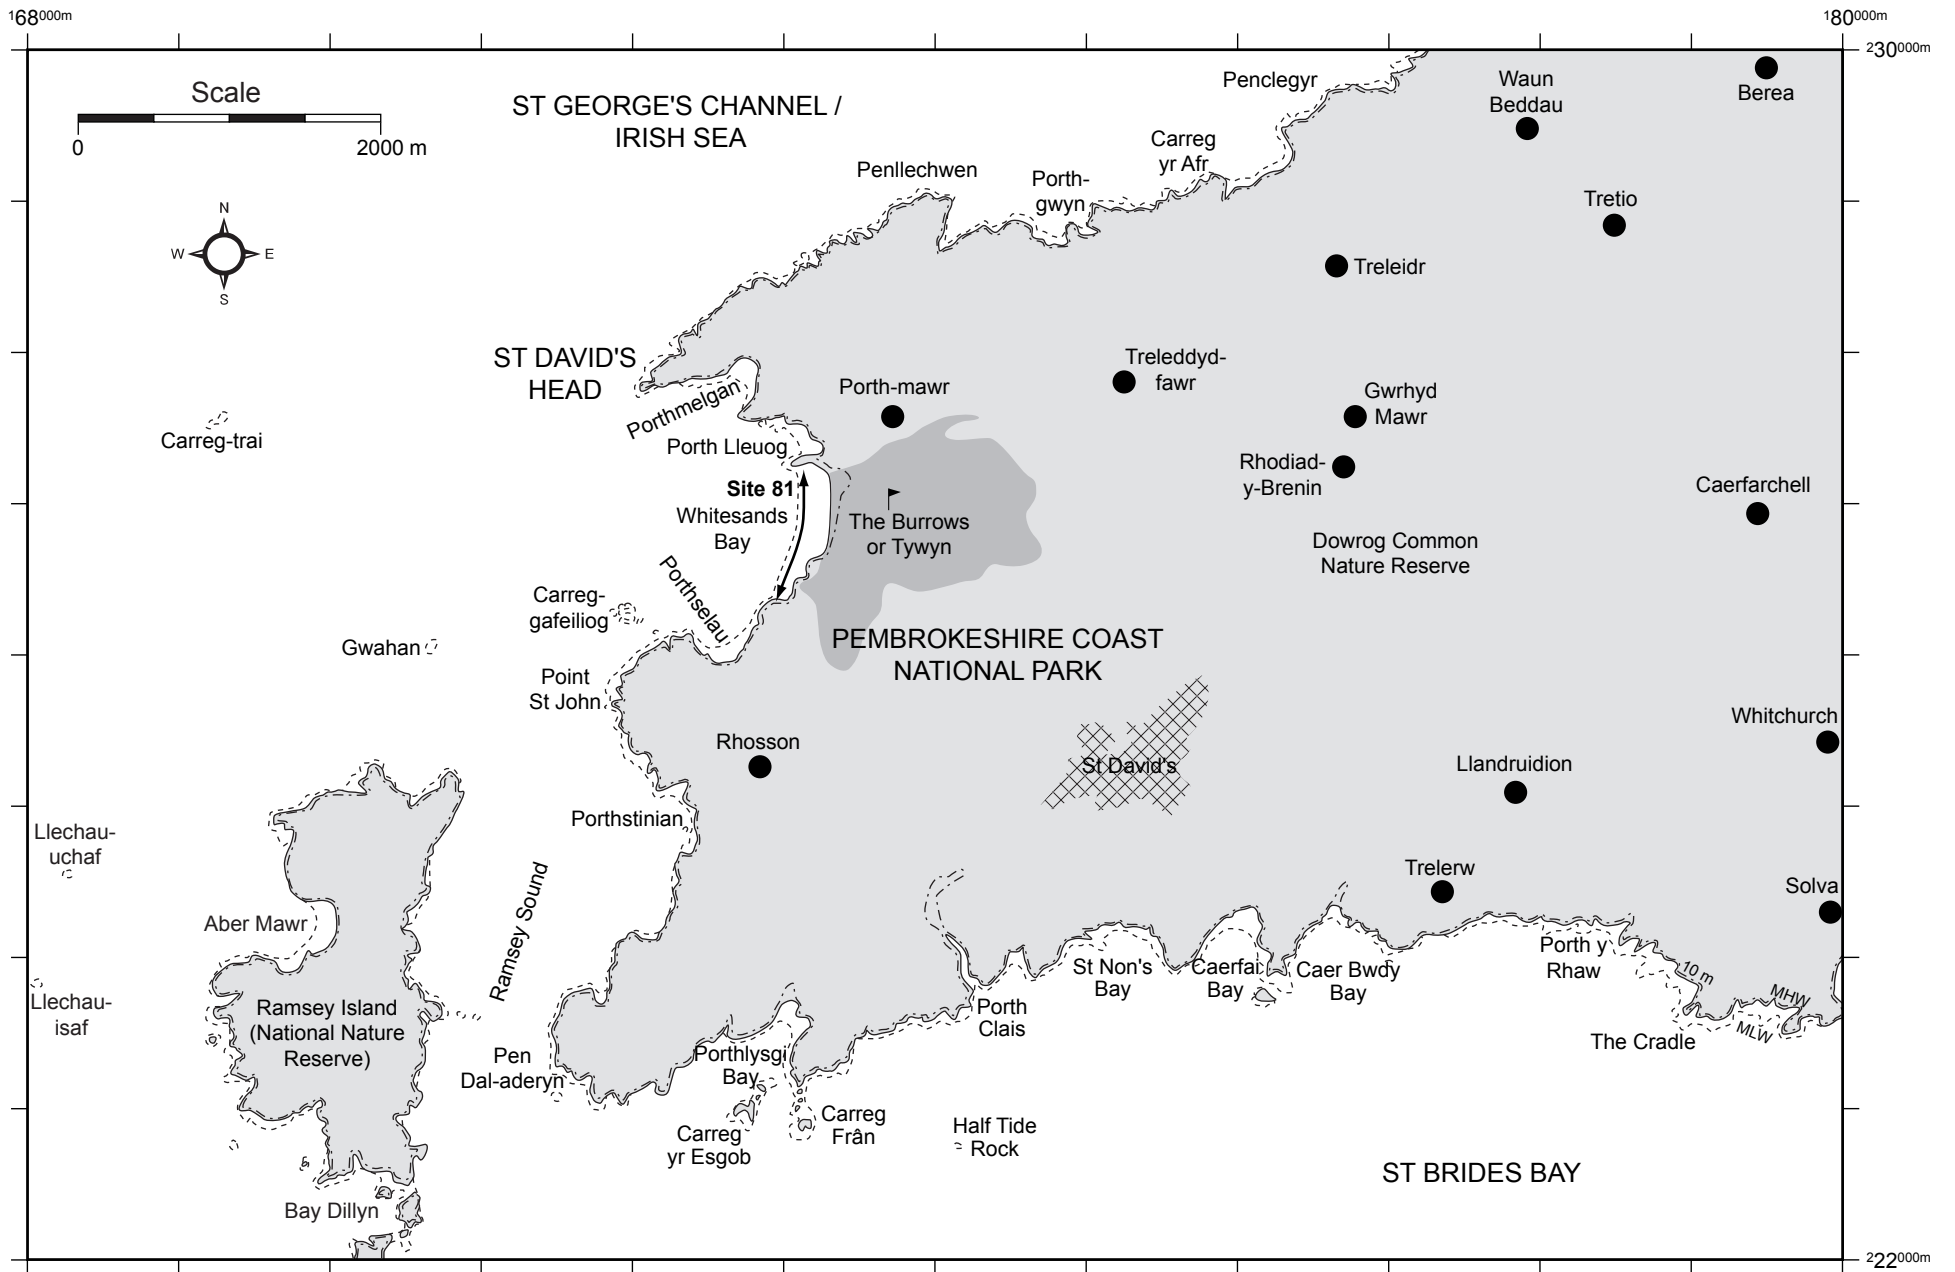 168000m
180000m
230000m
Scale
0
2000 m
N
W
E
S
ST GEORGE'S CHANNEL /
IRISH SEA
Penclegyr
Waun
Beddau
Berea
Carreg
yr Afr
Penllechwen
Porth-
gwyn
Tretio
Treleidr
ST DAVID'S
HEAD
Porthmelgan
Porth-mawr
Treleddyd-
fawr
Gwrhyd
Mawr
Carreg-trai
Porth Lleuog
Rhodiad-
y-Brenin
Site 81
Whitesands
Bay
The Burrows
or Tywyn
Caerfarchell
Dowrog Common
Nature Reserve
Porthselau
Carreg-
gafeiliog
Gwahan
PEMBROKESHIRE COAST
NATIONAL PARK
Point
St John
Rhosson
St David's
Whitchurch
Llandruidion
Porthstinian
Llechau-
uchaf
Ramsey Sound
Trelerw
Solva
Aber Mawr
St Non's
Bay
Caerfai
Bay
Caer Bwdy
Bay
Porth y
Rhaw
10 m
MHW
MLW
Llechau-
isaf
Ramsey Island
(National Nature
Reserve)
Porth
Clais
The Cradle
Pen
Dal-aderyn
Porthlysgi
Bay
Carreg
yr Esgob
Carreg
Frân
Half Tide
Rock
ST BRIDES BAY
Bay Dillyn
222000m